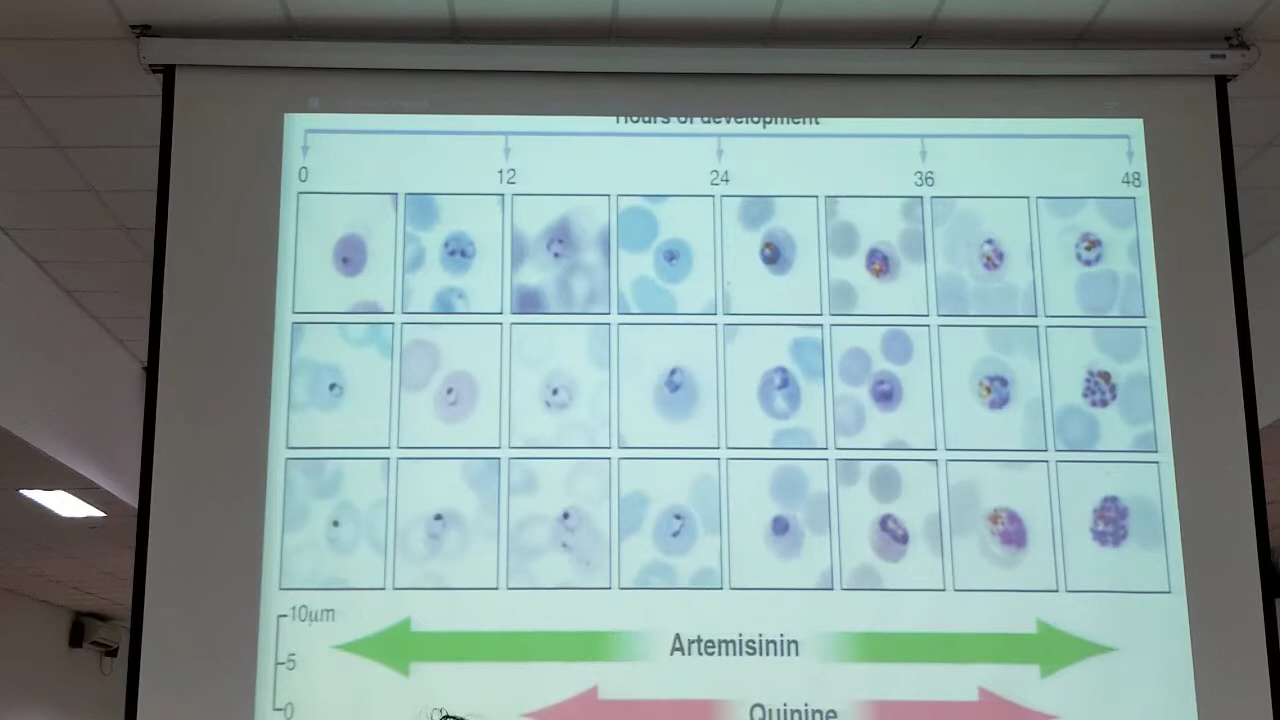 Hours of development
0 12 24 36 48
10μm
5
0
Artemisinin
Quinine